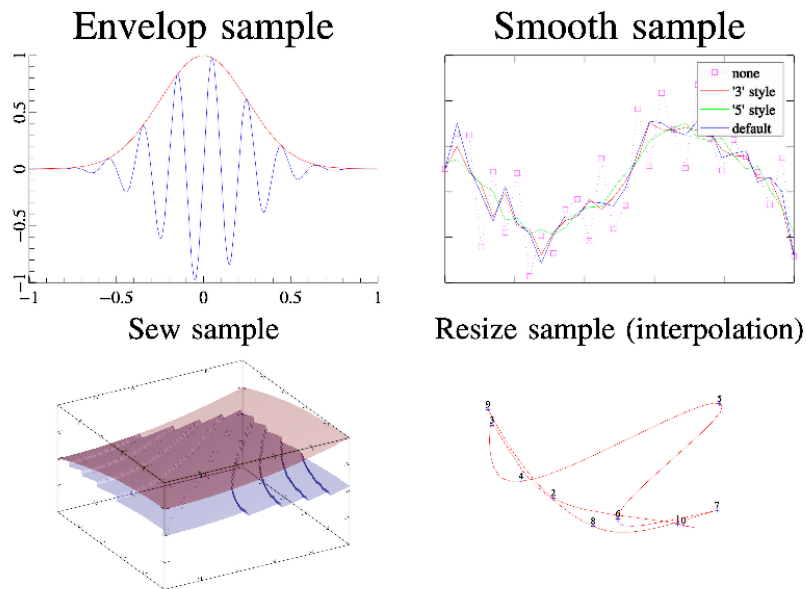 Envelop sample
Smooth sample
1
0.5
0
−0.5
−1
−1 −0.5 0 0.5 1
none
'3' style
'5' style
default
Sew sample
Resize sample (interpolation)
9
5
3
4
2
6
7
8
10